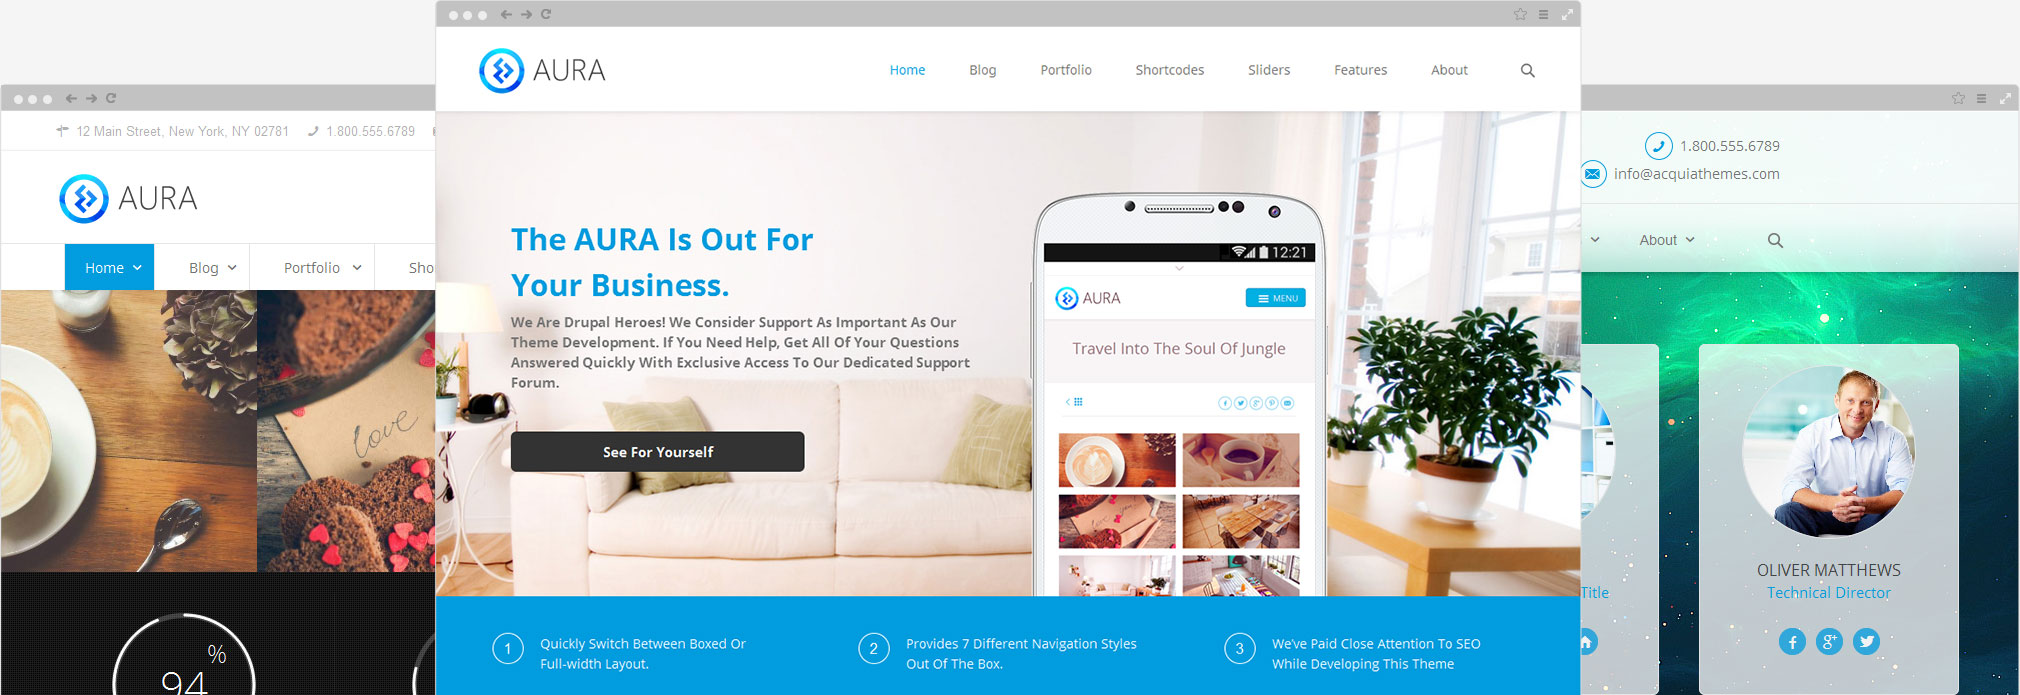 12 Main Street, New York, NY 02781
1.800.555.6789
AURA
Home
Blog
Portfolio
Sho
love
%
94
AURA
Home
Blog
Portfolio
Shortcodes
Sliders
Features
About
The AURA Is Out For
Your Business.
We Are Drupal Heroes! We Consider Support As Important As Our
Theme Development. If You Need Help, Get All Of Your Questions
Answered Quickly With Exclusive Access To Our Dedicated Support
Forum.
See For Yourself
12:21
AURA
MENU
Travel Into The Soul Of Jungle
1
Quickly Switch Between Boxed Or
Full-width Layout.
2
Provides 7 Different Navigation Styles
Out Of The Box.
3
We've Paid Close Attention To SEO
While Developing This Theme
1.800.555.6789
info@acquiathemes.com
About
Title
OLIVER MATTHEWS
Technical Director